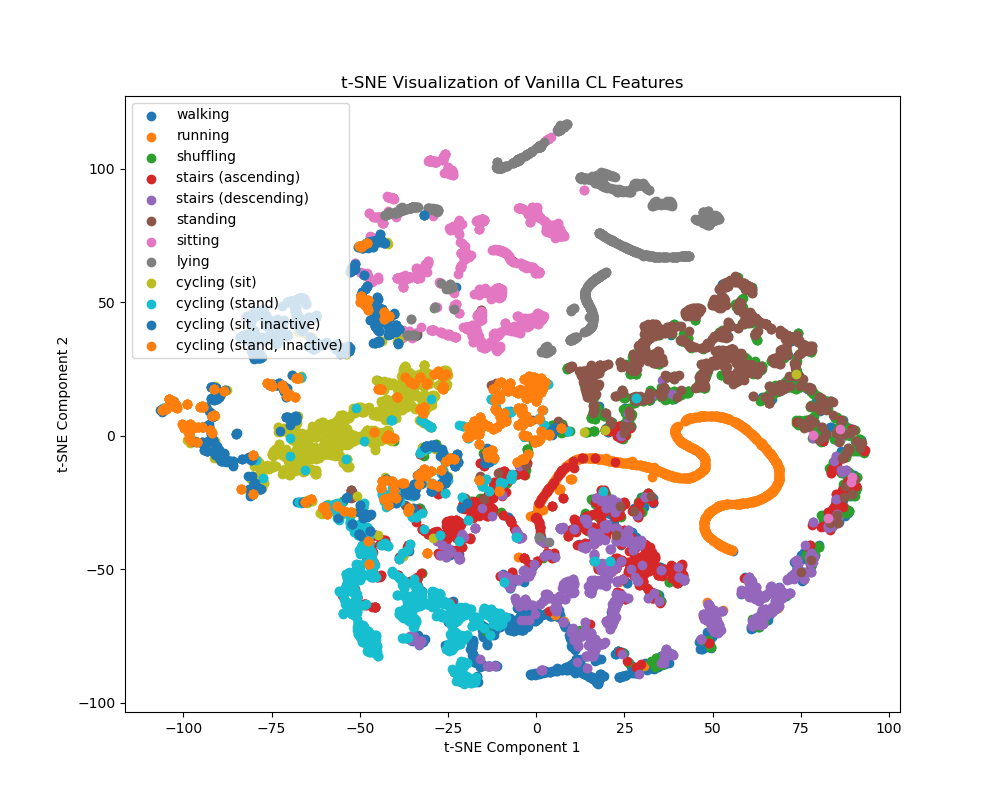 t-SNE Visualization of Vanilla CL Features
walking
running
shuffling
stairs (ascending)
stairs (descending)
standing
sitting
lying
cycling (sit)
cycling (stand)
cycling (sit, inactive)
cycling (stand, inactive)
100
50
0
−50
−100
t-SNE Component 2
−100
−75
−50
−25
0
25
50
75
100
t-SNE Component 1